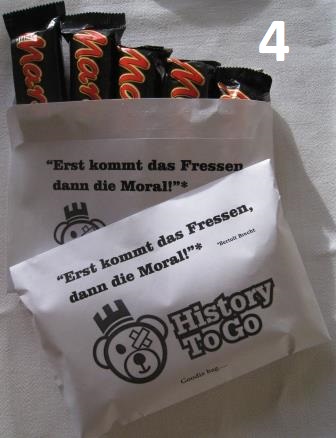 4
Mars
Mars
Mars
Mars
Mars
"Erst kommt das Fressen
dann die Moral!"*
"Erst kommt das Fressen,
dann die Moral!"*
*Bertolt Brecht
History
To Go
Goodie bag....